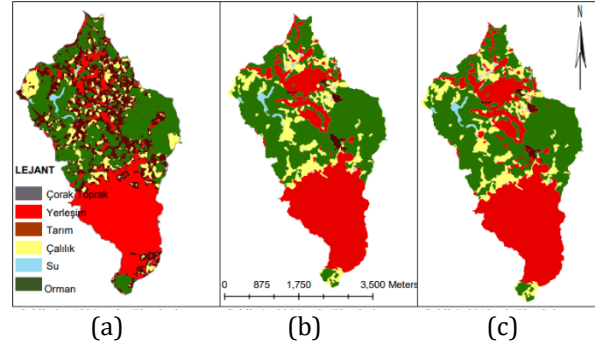 N
LEJANT
Çorak Toprak
Yerleşim
Tarım
Çalılık
Su
Orman
0 875 1,750 3,500 Meters
(a) (b) (c)